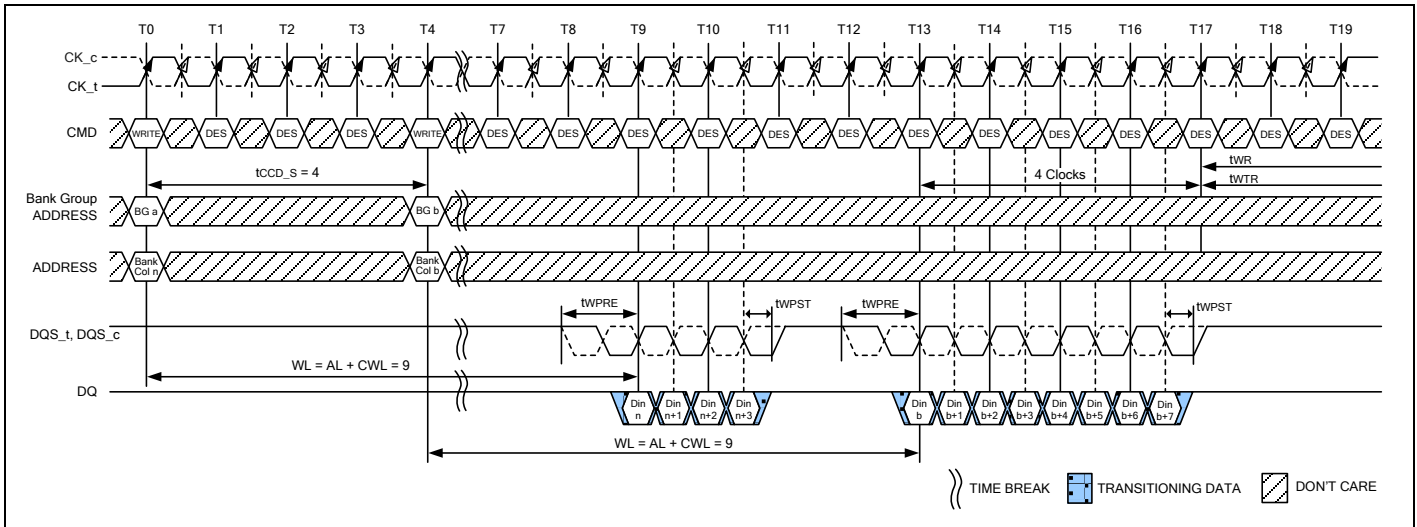 T0 T1 T2 T3 T4 T7 T8 T9 T10 T11 T12 T13 T14 T15 T16 T17 T18 T19
CK_c
CK_t
CMD WRITE DES DES DES WRITE DES DES DES DES DES DES DES DES DES DES DES DES DES
tCCD_S = 4 4 Clocks tWR
tWTR
Bank Group
ADDRESS BG a BG b
ADDRESS Bank Col n Bank Col b
tWPRE tWPST tWPRE tWPST
DQS_t, DQS_c
WL = AL + CWL = 9
DQ Din n Din n+1 Din n+2 Din n+3 Din b Din b+1 Din b+2 Din b+3 Din b+4 Din b+5 Din b+6 Din b+7
WL = AL + CWL = 9
TIME BREAK TRANSITIONING DATA DON'T CARE